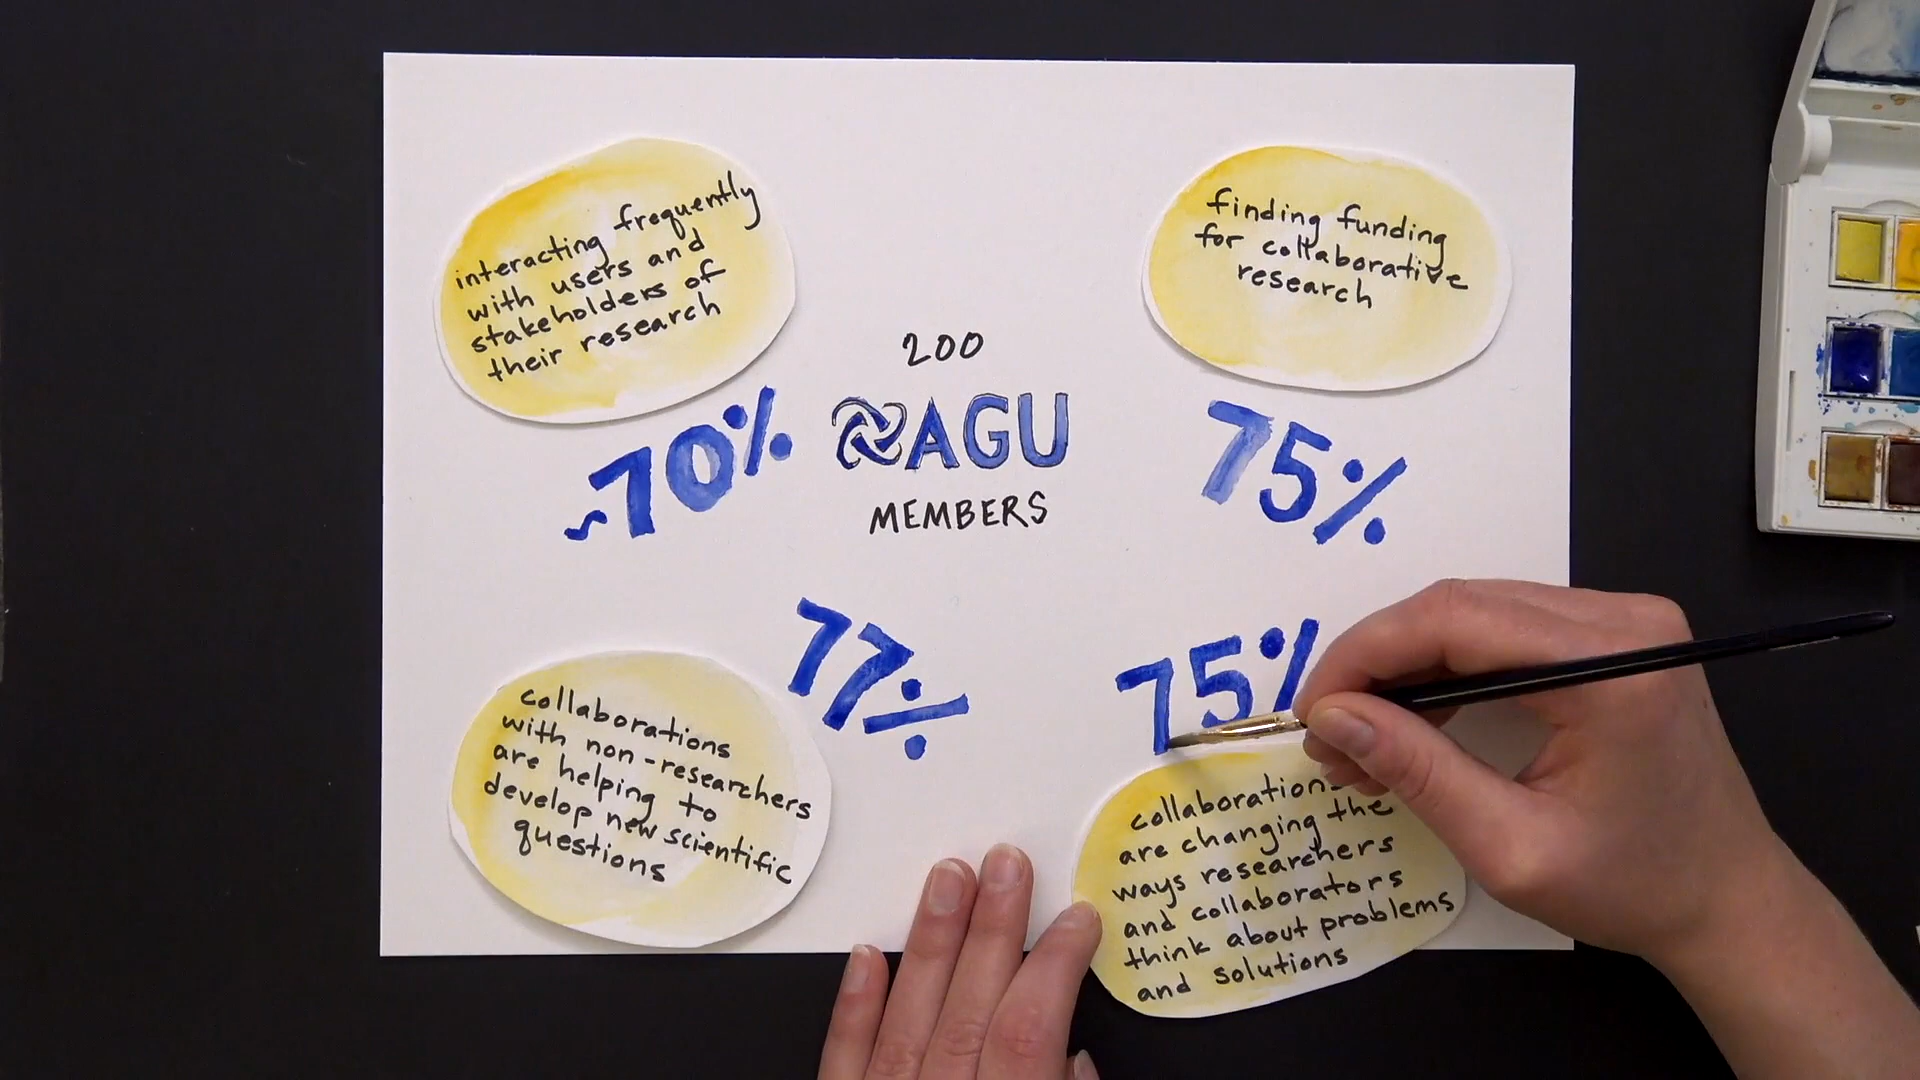 interacting frequently
with users and
stakeholders of
their research
~70%
200
AGU
MEMBERS
finding funding
for collaborative
research
75%
collaborations
with non-researchers
are helping to
develop new scientific
questions
77%
75%
collaborations
are changing the
ways researchers
and collaborators
think about problems
and solutions